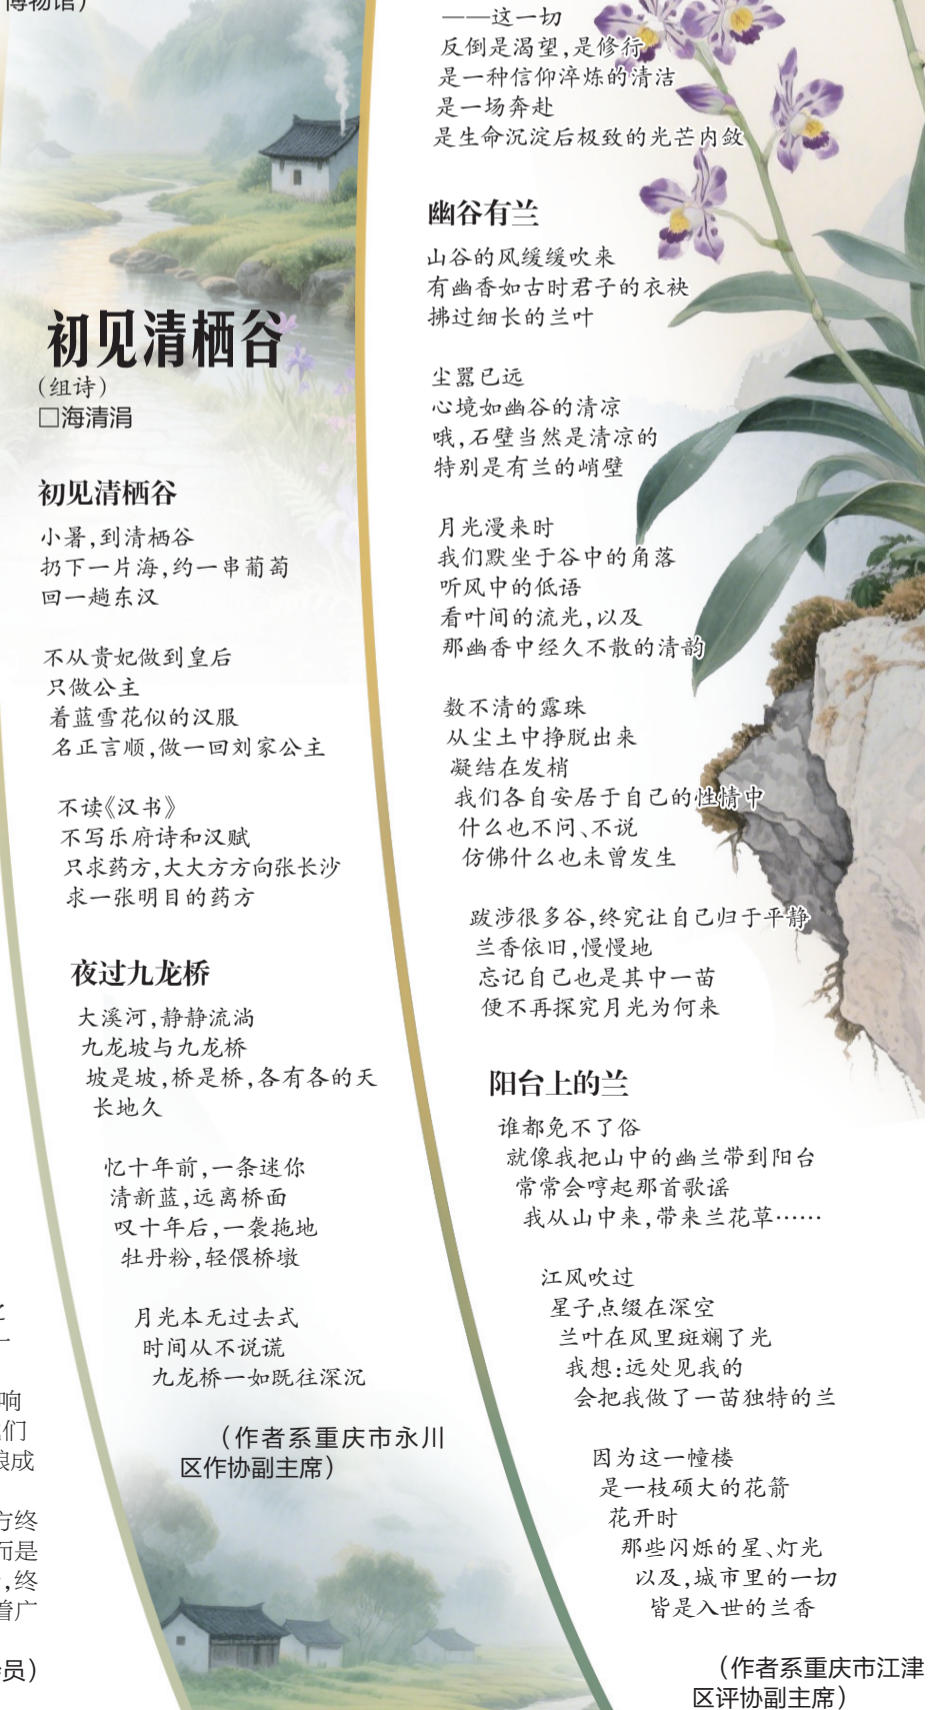 博物馆）
初见清栖谷
（组诗）
□海清涓
初见清栖谷
小暑，到清栖谷
扔下一片海，约一串葡萄
回一趟东汉
不从贵妃做到皇后
只做公主
着蓝雪花似的汉服
名正言顺，做一回刘家公主
不读《汉书》
不写乐府诗和汉赋
只求药方，大大方方向张长沙
求一张明目的药方
夜过九龙桥
大溪河，静静流淌
九龙坡与九龙桥
坡是坡，桥是桥，各有各的天
长地久
忆十年前，一条迷你
清新蓝，远离桥面
叹十年后，一袭拖地
牡丹粉，轻偎桥墩
月光本无过去式
时间从不说谎
九龙桥一如既往深沉
（作者系重庆市永川
区作协副主席）
响
们
成
方终
而是
，终
着广
员）
——这一切
反倒是渴望，是修行
是一种信仰淬炼的清洁
是一场奔赴
是生命沉淀后极致的光芒内敛
幽谷有兰
山谷的风缓缓吹来
有幽香如古时君子的衣袂
拂过细长的兰叶
尘嚣已远
心境如幽谷的清凉
哦，石壁当然是清凉的
特别是有兰的峭壁
月光漫来时
我们默坐于谷中的角落
听风中的低语
看叶间的流光，以及
那幽香中经久不散的清韵
数不清的露珠
从尘土中挣脱出来
凝结在发梢
我们各自安居于自己的性情中
什么也不问、不说
仿佛什么也未曾发生
跋涉很多谷，终究让自己归于平静
兰香依旧，慢慢地
忘记自己也是其中一苗
便不再探究月光为何来
阳台上的兰
谁都免不了俗
就像我把山中的幽兰带到阳台
常常会哼起那首歌谣
我从山中来，带来兰花草……
江风吹过
星子点缀在深空
兰叶在风里斑斓了光
我想：远处见我的
会把我做了一苗独特的兰
因为这一幢楼
是一枝硕大的花箭
花开时
那些闪烁的星、灯光
以及，城市里的一切
皆是入世的兰香
（作者系重庆市江津
区评协副主席）